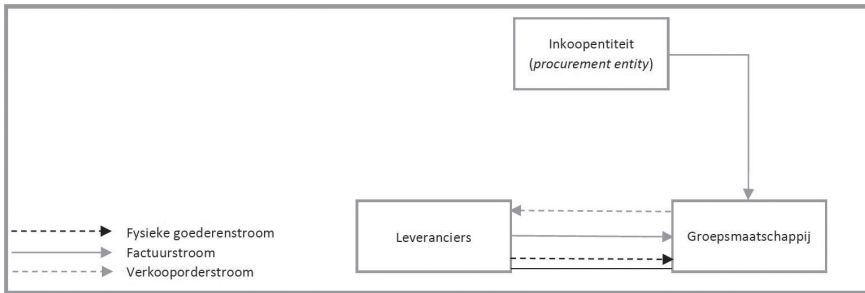 Inkoopentiteit
(procurement entity)
Leveranciers
Groepsmaatschappij
Fysieke goederenstroom
Factuurstroom
Verkooporderstroom